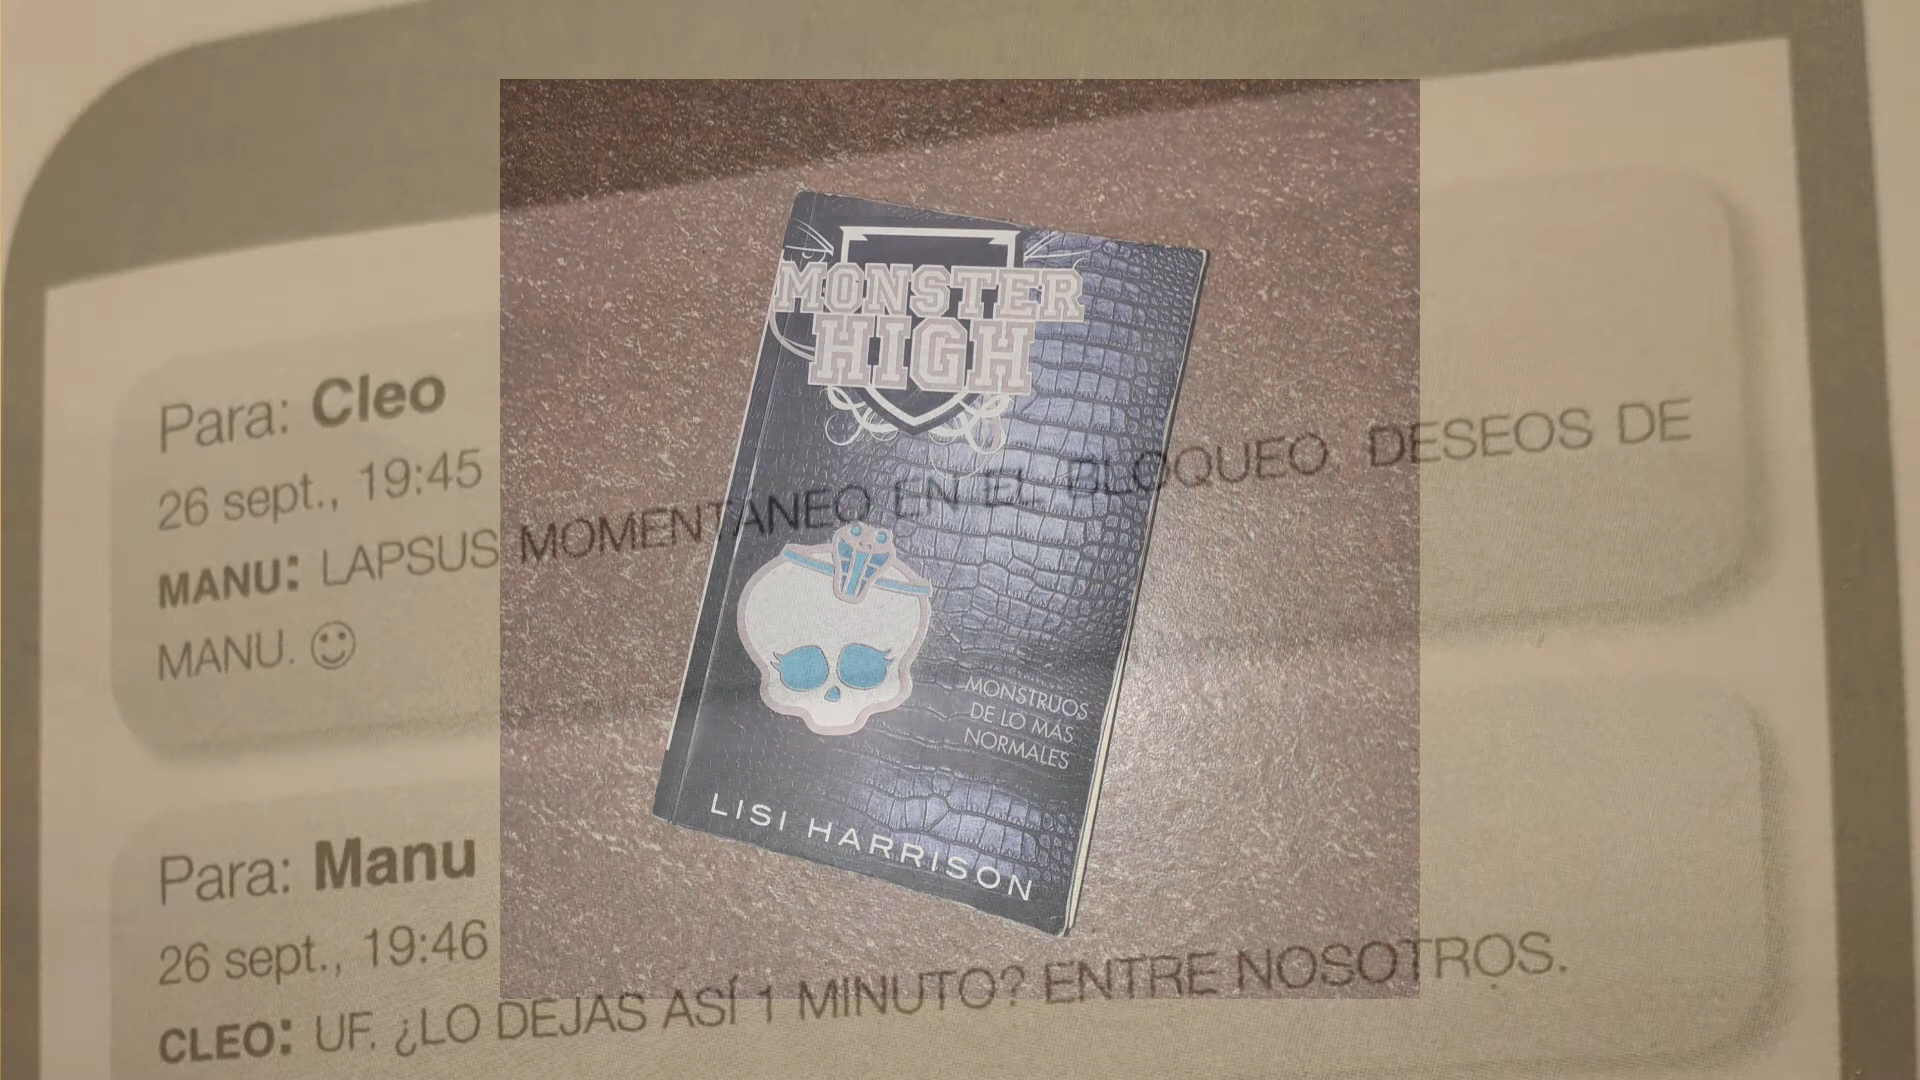 Para: Cleo
26 sept., 19:45
MANU: LAPSUS MOMENTANEO EN EL BLOQUEO. DESEOS DE
MANU. ☺
Para: Manu
26 sept., 19:46
CLEO: UF. ¿LO DEJAS ASÍ 1 MINUTO? ENTRE NOSOTROS.
MONSTER
HIGH
MONSTRUOS
DE LO MÁS
NORMALES
LISI HARRISON